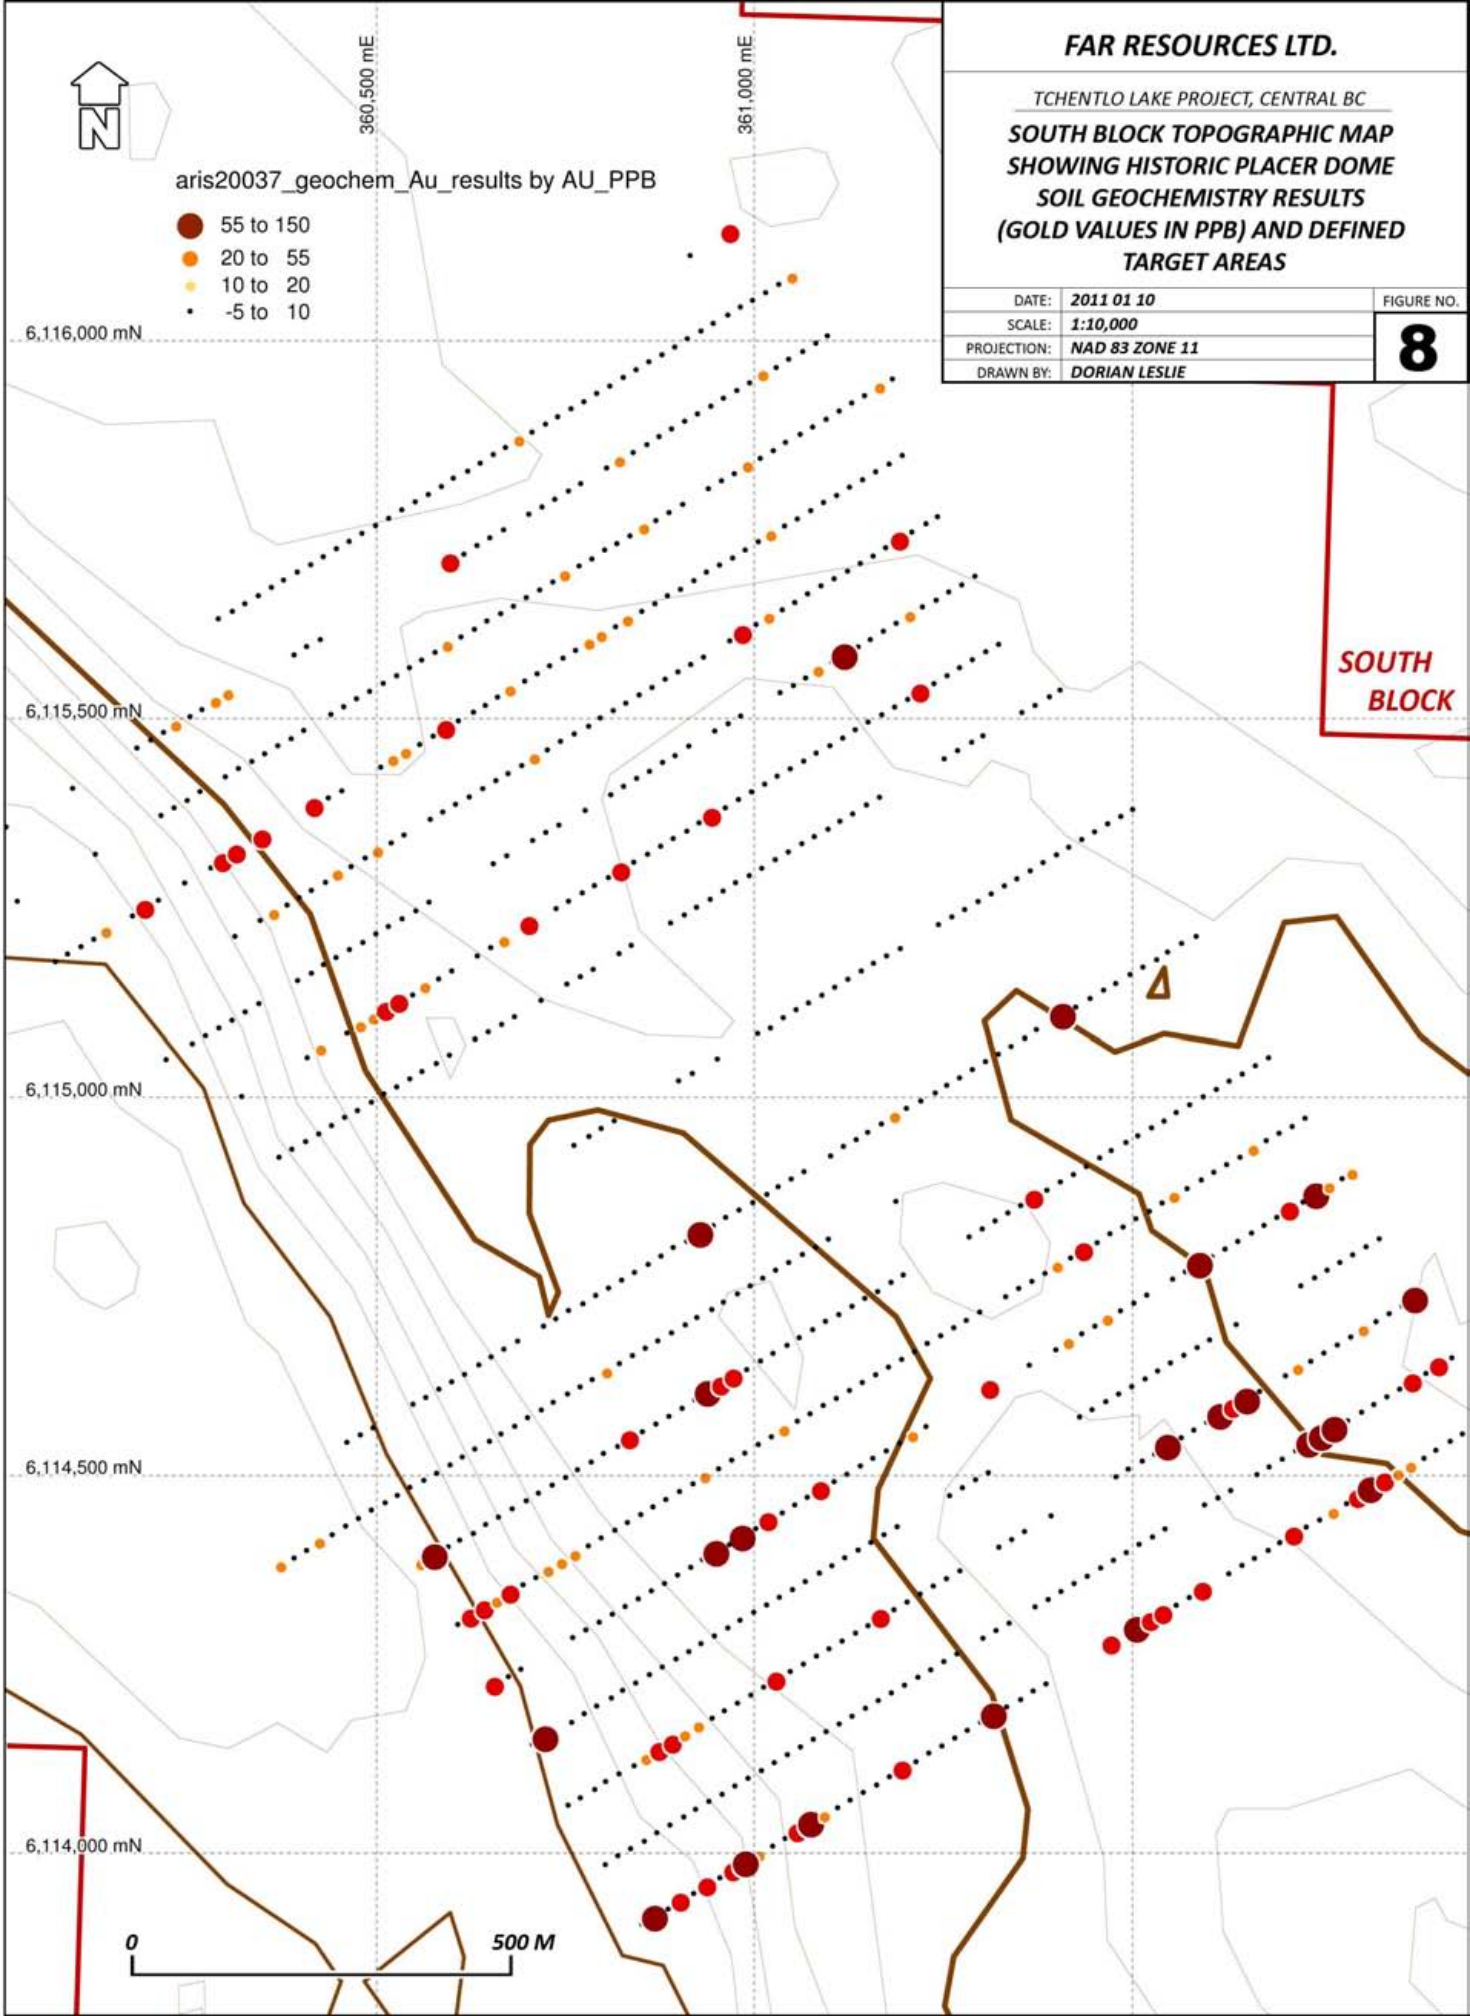 FAR RESOURCES LTD.
TCHENTLO LAKE PROJECT, CENTRAL BC
SOUTH BLOCK TOPOGRAPHIC MAP
SHOWING HISTORIC PLACER DOME
SOIL GEOCHEMISTRY RESULTS
(GOLD VALUES IN PPB) AND DEFINED
TARGET AREAS
DATE: 2011 01 10
SCALE: 1:10,000
PROJECTION: NAD 83 ZONE 11
DRAWN BY: DORIAN LESLIE
FIGURE NO.
8
360,500 mE
361,000 mE
N
aris20037_geochem_Au_results by AU_PPB
55 to 150
20 to 55
10 to 20
-5 to 10
6,116,000 mN
SOUTH
BLOCK
6,115,500 mN
6,115,000 mN
6,114,500 mN
6,114,000 mN
0 500 M